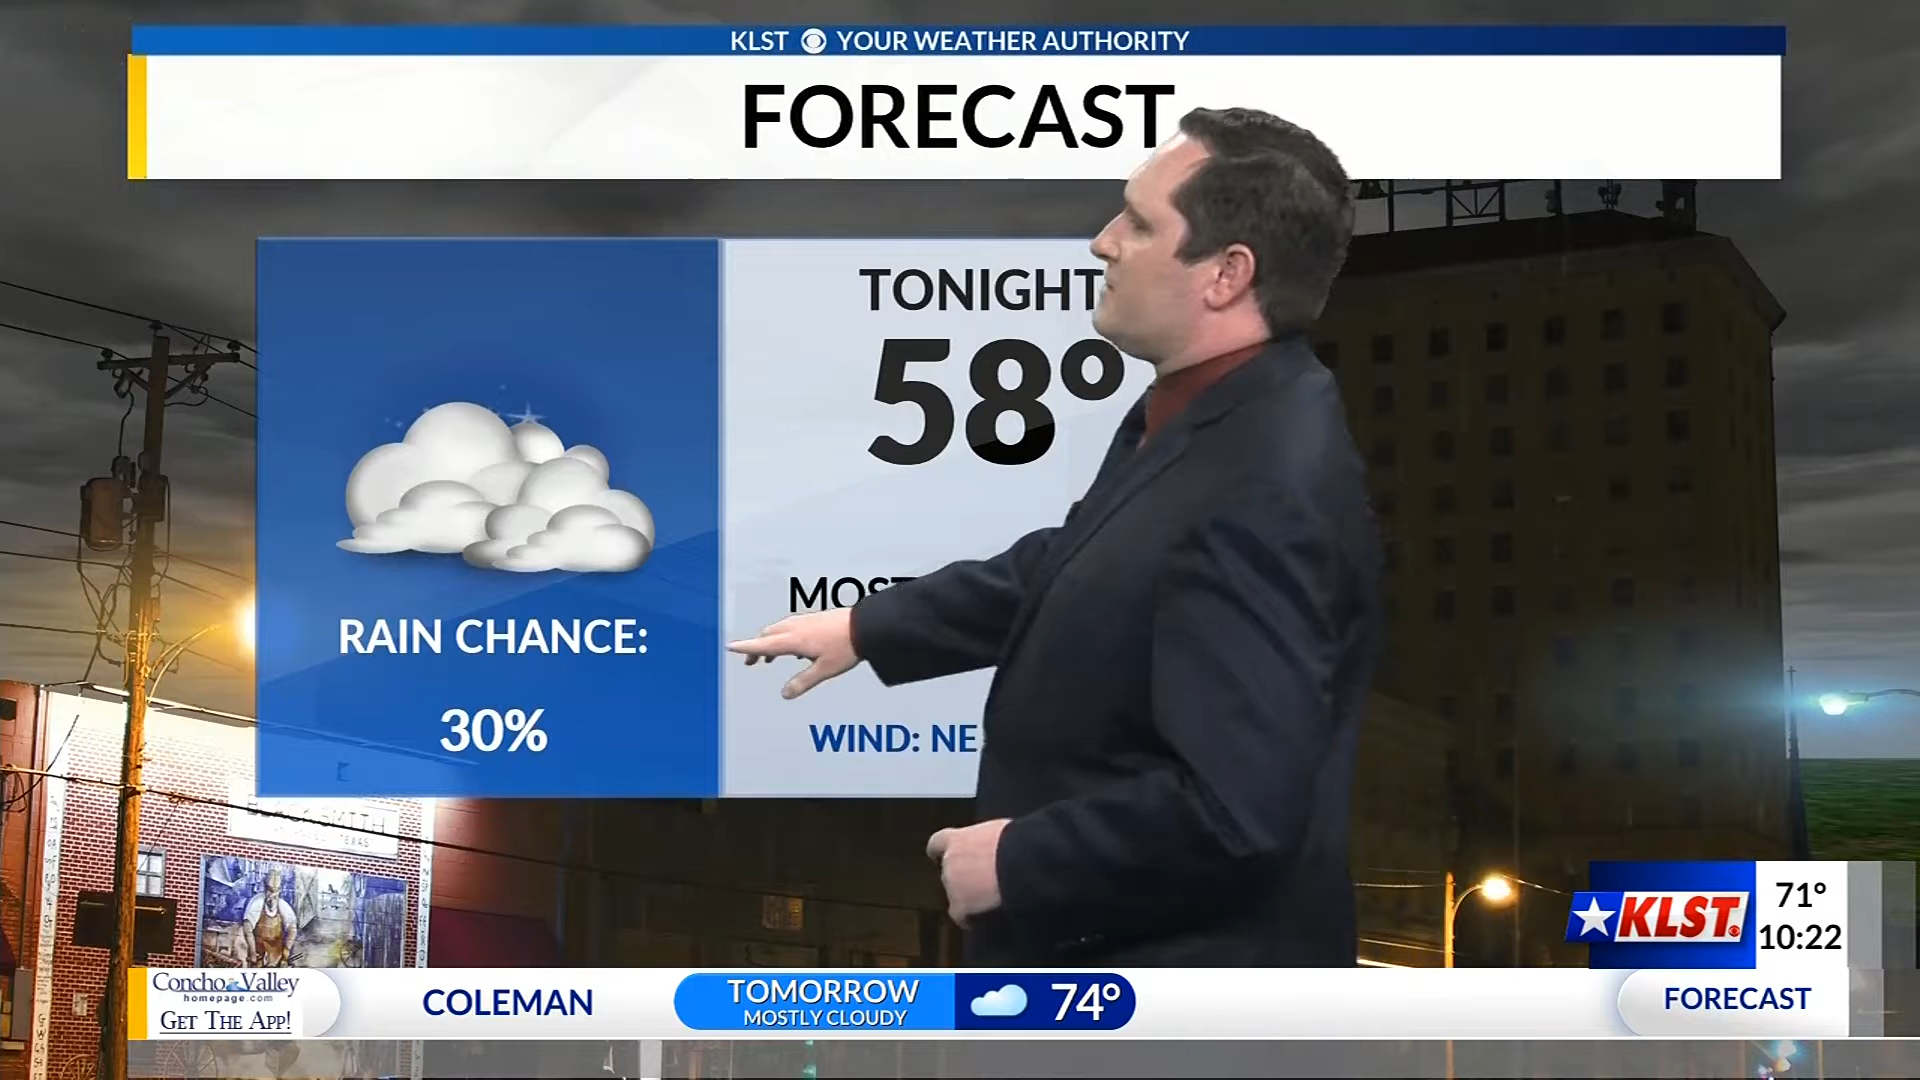 KLST YOUR WEATHER AUTHORITY
FORECAST
TONIGHT
58°
RAIN CHANCE:
30%
WIND: NE
TEXAS
KLST
71°
10:22
Concho Valley
homepage.com
GET THE APP!
COLEMAN
TOMORROW
MOSTLY CLOUDY
74°
FORECAST